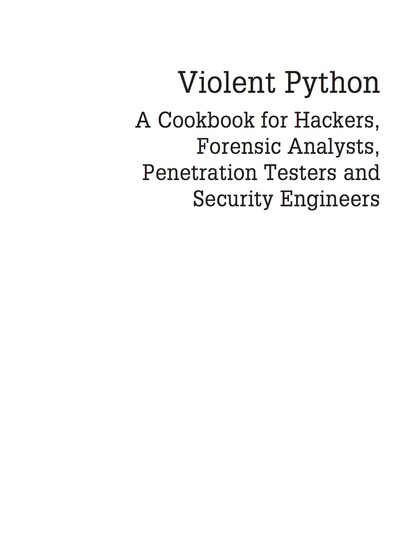 Violent Python
A Cookbook for Hackers,
Forensic Analysts,
Penetration Testers and
Security Engineers